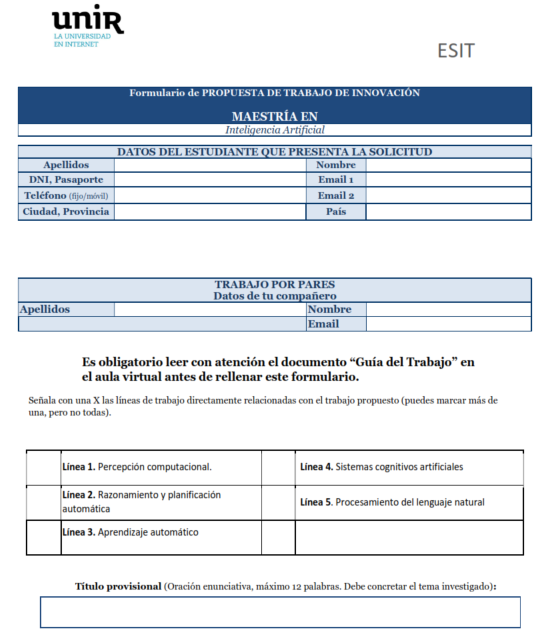 unir
LA UNIVERSIDAD
EN INTERNET
ESIT
Formulario de PROPUESTA DE TRABAJO DE INNOVACIÓN
MAESTRÍA EN
Inteligencia Artificial
DATOS DEL ESTUDIANTE QUE PRESENTA LA SOLICITUD
Apellidos Nombre
DNI, Pasaporte Email 1
Teléfono (fijo/móvil) Email 2
Ciudad, Provincia País
TRABAJO POR PARES
Datos de tu compañero
Apellidos Nombre
Email
Es obligatorio leer con atención el documento “Guía del Trabajo” en
el aula virtual antes de rellenar este formulario.
Señala con una X las líneas de trabajo directamente relacionadas con el trabajo propuesto (puedes marcar más de
una, pero no todas).
Línea 1. Percepción computacional. Línea 4. Sistemas cognitivos artificiales
Línea 2. Razonamiento y planificación
automática Línea 5. Procesamiento del lenguaje natural
Línea 3. Aprendizaje automático
Título provisional (Oración enunciativa, máximo 12 palabras. Debe concretar el tema investigado):